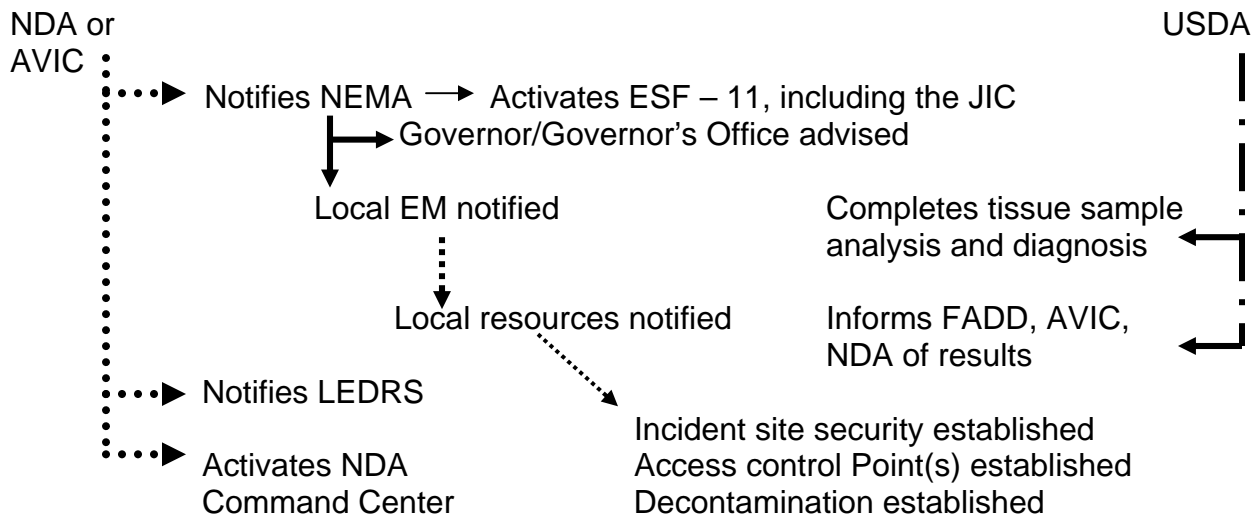 NDA or
AVIC
USDA
Notifies NEMA
Activates ESF – 11, including the JIC
Governor/Governor's Office advised
Local EM notified
Completes tissue sample
analysis and diagnosis
Local resources notified
Informs FADD, AVIC,
NDA of results
Notifies LEDRS
Activates NDA
Command Center
Incident site security established
Access control Point(s) established
Decontamination established